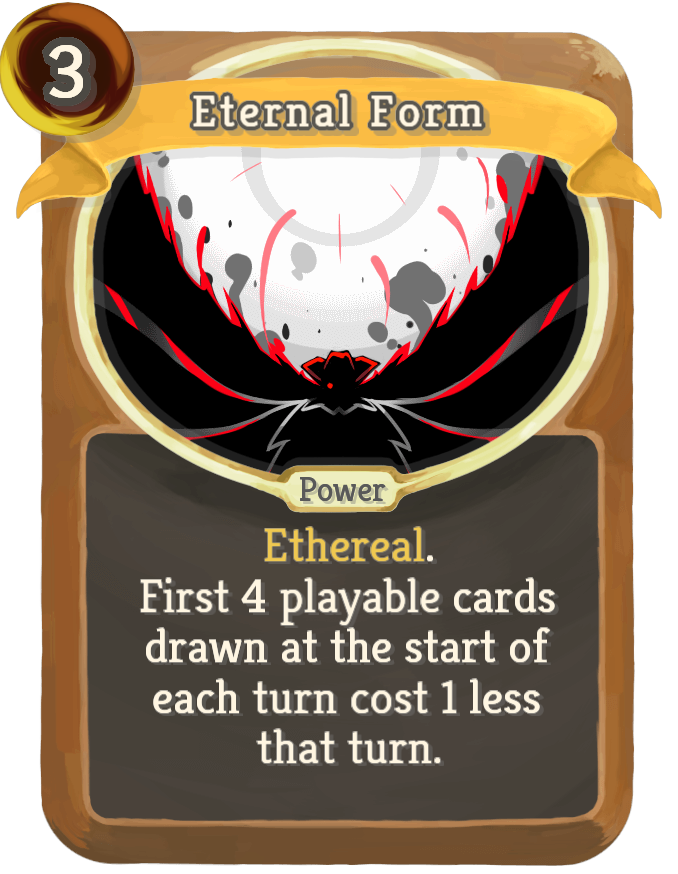 3
Eternal Form
Power
Ethereal.
First 4 playable cards
drawn at the start of
each turn cost 1 less
that turn.